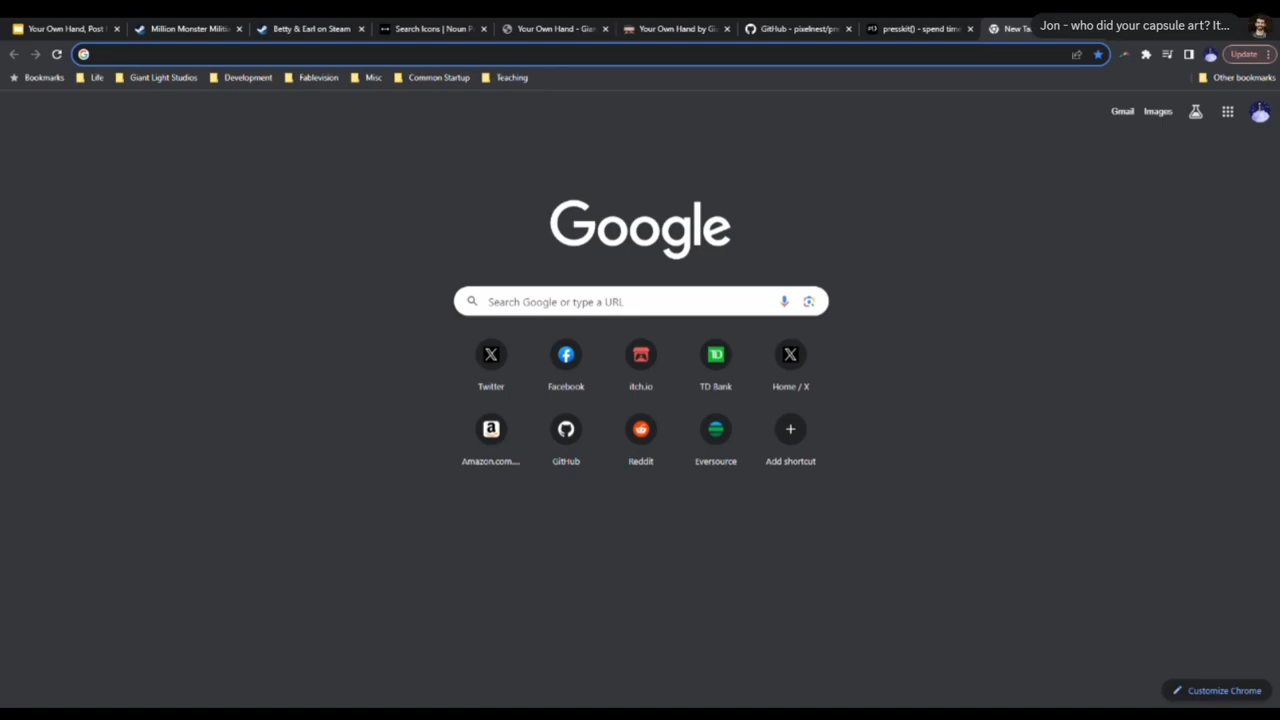 Your Own Hand, Post
Million Monster Militi
Betty & Earl on Steam
Search Icons | Noun P
Your Own Hand - Gia
Your Own Hand by Gi
GitHub - pixelnest/pr
presskit() - spend time
New Ta
Jon - who did your capsule art? It...
Update
Bookmarks
Life
Giant Light Studios
Development
Fablevision
Misc
Common Startup
Teaching
Other bookmarks
Gmail
Images
Google
Search Google or type a URL
Twitter
Facebook
itch.io
TD Bank
Home / X
Amazon.com,...
GitHub
Reddit
Eversource
Add shortcut
Customize Chrome